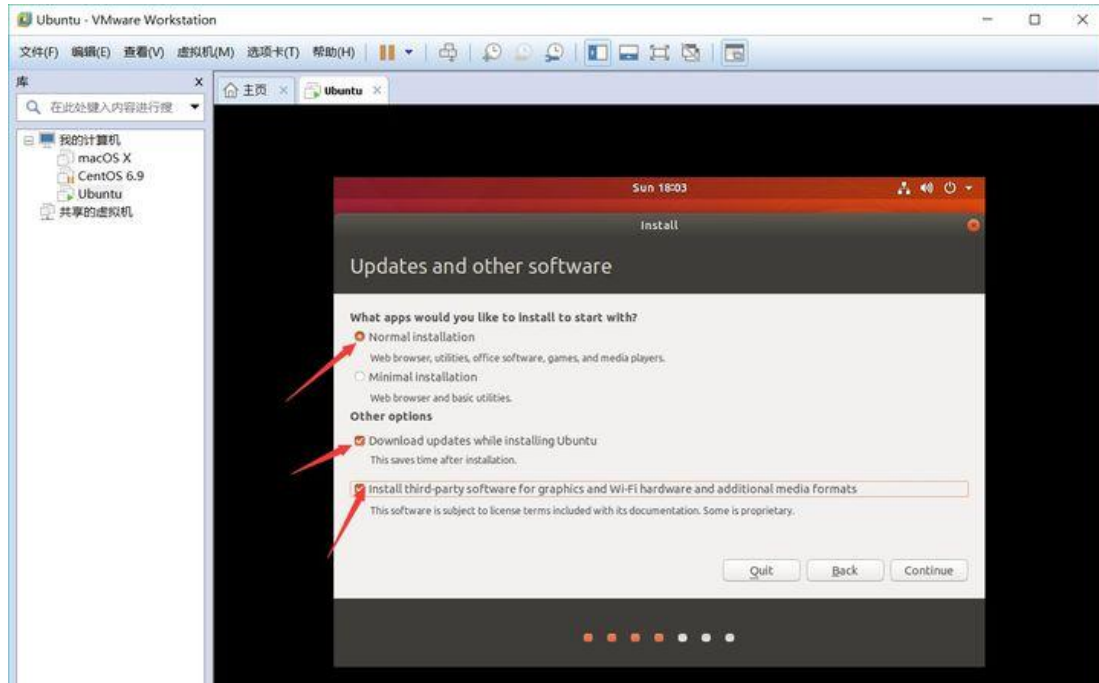 Ubuntu - VMware Workstation
文件(F) 编辑(E) 查看(V) 虚拟机(M) 选项卡(T) 帮助(H)
库
主页
Ubuntu
在此处键入内容进行搜
我的计算机
macOS X
CentOS 6.9
Ubuntu
共享的虚拟机
Sun 18:03
Install
Updates and other software
What apps would you like to install to start with?
Normal installation
Web browser, utilities, office software, games, and media players.
Minimal installation
Web browser and basic utilities.
Other options
Download updates while installing Ubuntu
This saves time after installation.
Install third-party software for graphics and Wi-Fi hardware and additional media formats
This software is subject to license terms included with its documentation. Some is proprietary.
Quit Back Continue